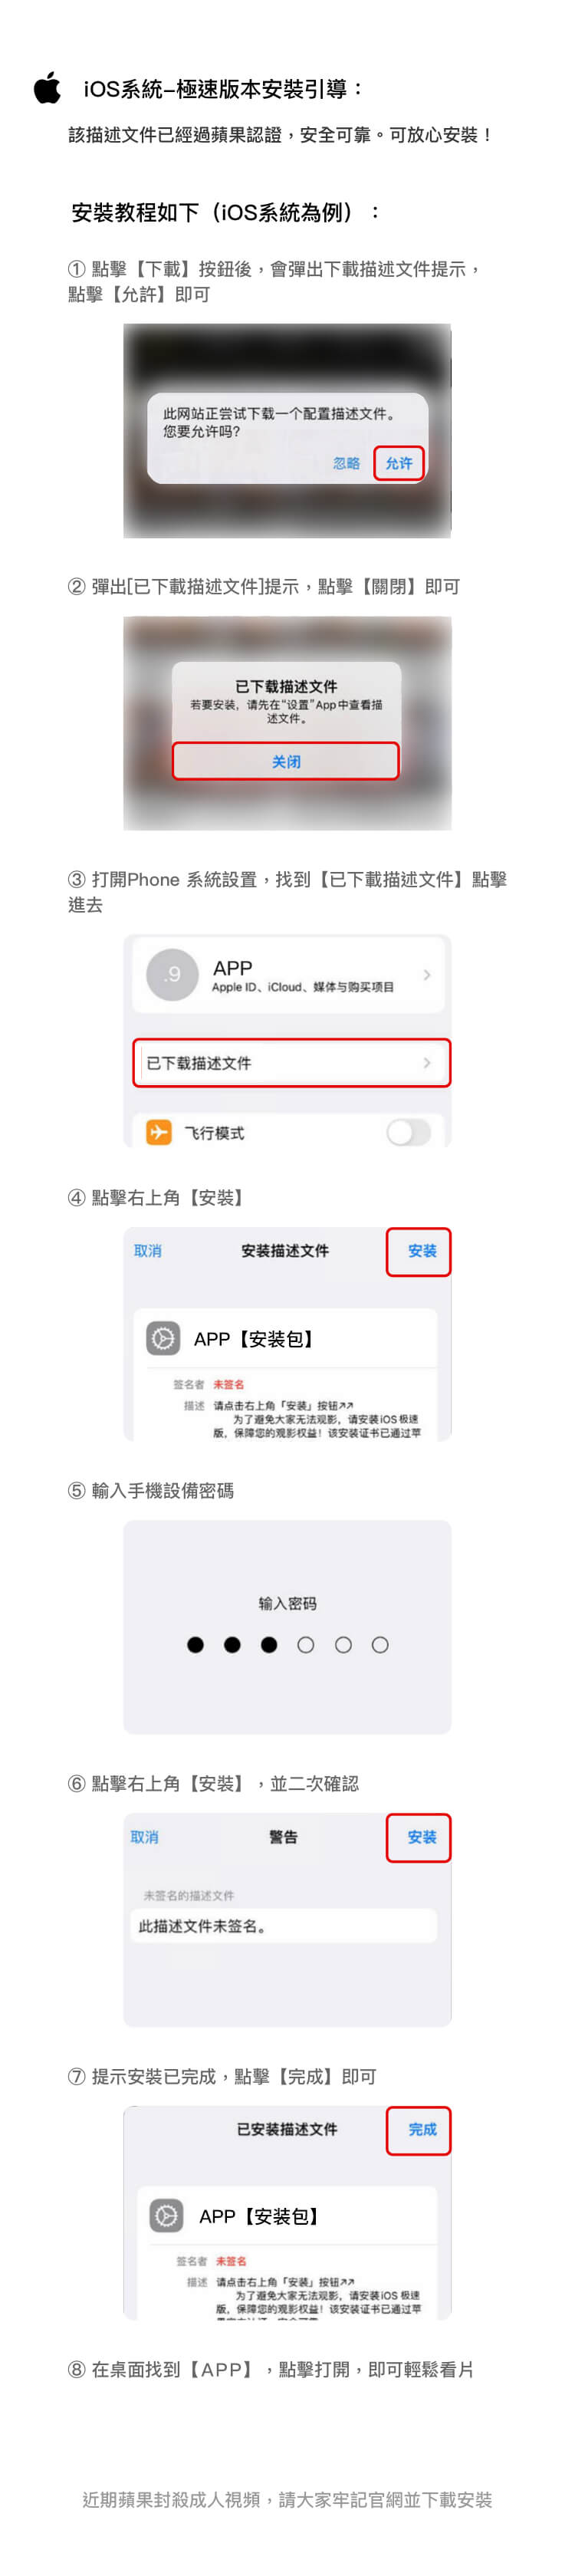 iOS系統–極速版本安裝引導：
該描述文件已經過蘋果認證，安全可靠。可放心安裝！
安裝教程如下（iOS系統為例）：
① 點擊【下載】按鈕後，會彈出下載描述文件提示，
點擊【允許】即可
此网站正尝试下载一个配置描述文件。
您要允许吗?
忽略 允许
② 彈出[已下載描述文件]提示，點擊【關閉】即可
已下载描述文件
若要安装，请先在“设置”App中查看描
述文件。
关闭
③ 打開Phone 系統設置，找到【已下載描述文件】點擊
進去
.9
APP
Apple ID、iCloud、媒体与购买项目
已下载描述文件
飞行模式
④ 點擊右上角【安裝】
取消 安装描述文件 安装
APP【安装包】
签名者 未签名
描述 请点击右上角「安装」按钮↗↗
为了避免大家无法观影，请安装iOS极速
版，保障您的观影权益！该安装证书已通过苹
⑤ 輸入手機設備密碼
输入密码
⑥ 點擊右上角【安裝】，並二次確認
取消 警告 安装
未签名的描述文件
此描述文件未签名。
⑦ 提示安裝已完成，點擊【完成】即可
已安装描述文件 完成
APP【安装包】
签名者 未签名
描述 请点击右上角「安装」按钮↗↗
为了避免大家无法观影，请安装iOS 极速
版，保障您的观影权益！该安装证书已通过苹
⑧ 在桌面找到【APP】，點擊打開，即可輕鬆看片
近期蘋果封殺成人視頻，請大家牢記官網並下載安裝